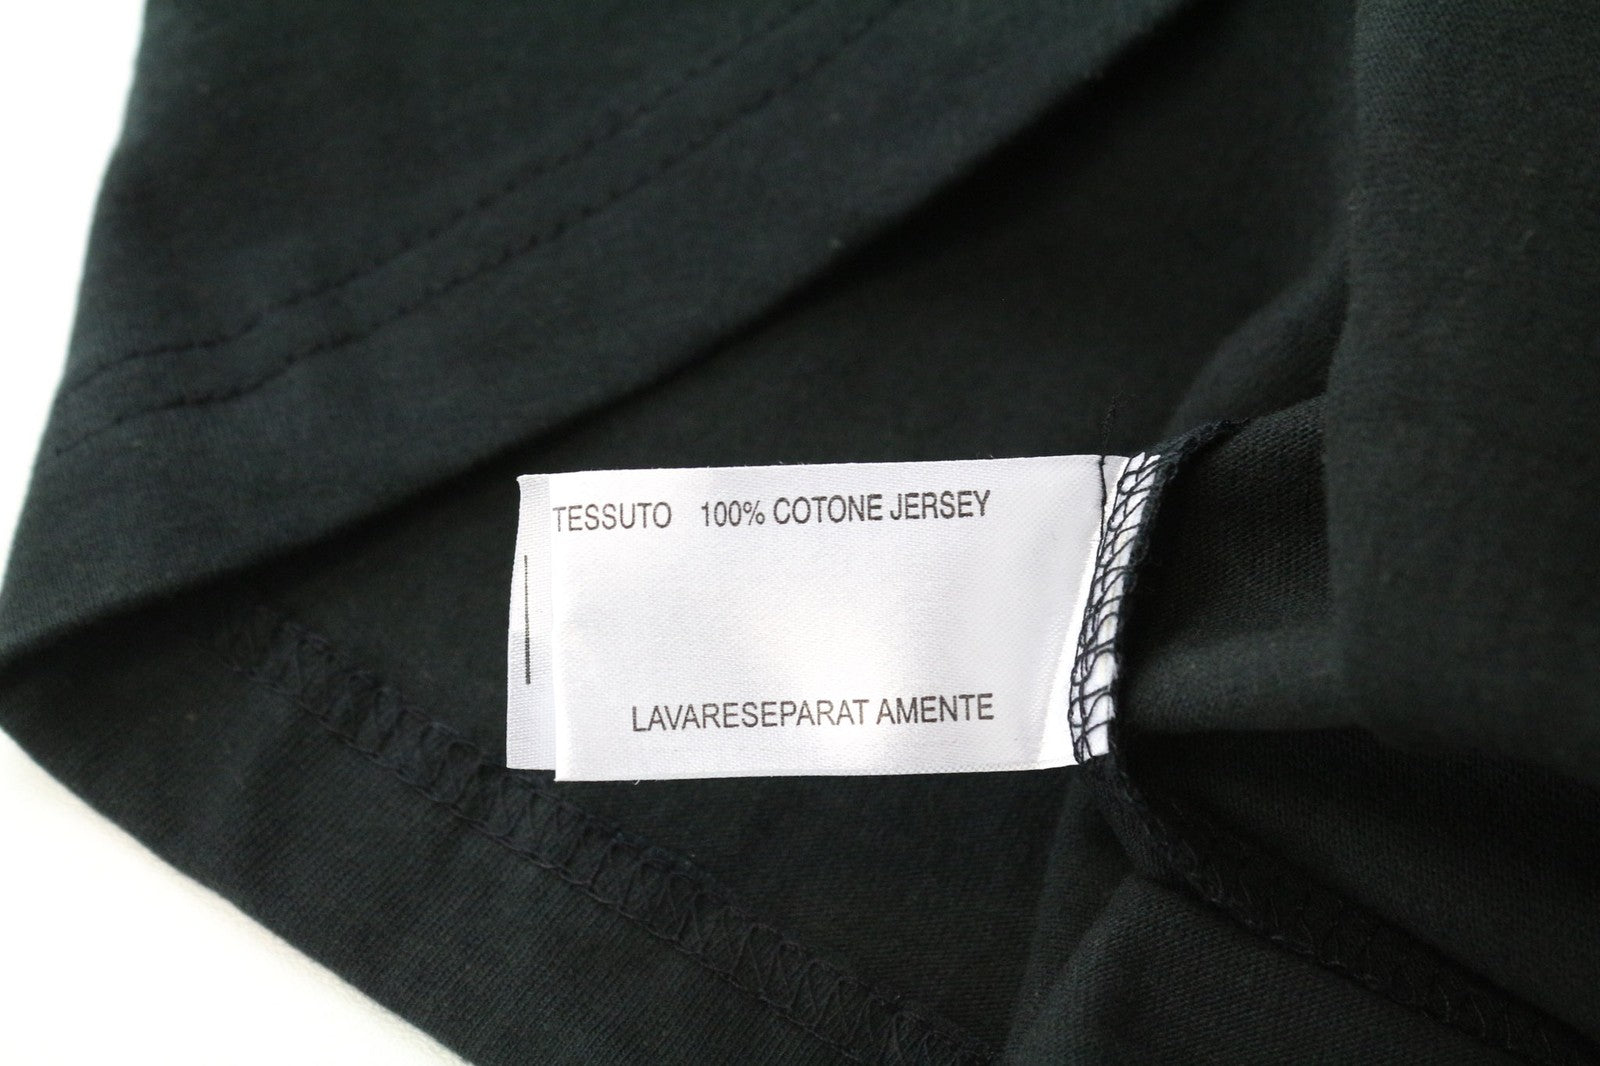 TESSUTO 100% COTONE JERSEY
LAVARESEPARAT AMENTE